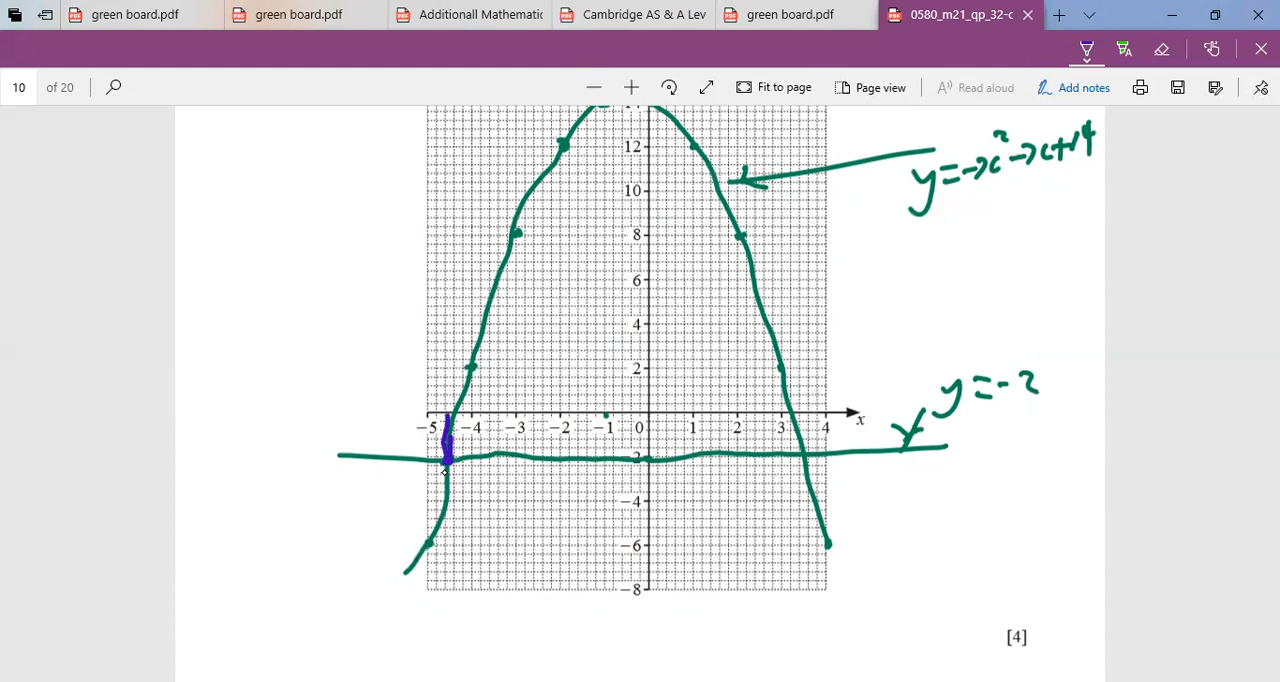 green board.pdf green board.pdf Additionall Mathematic Cambridge AS & A Lev green board.pdf 0580_m21_qp_32-c
10 of 20 Fit to page Page view Read aloud Add notes
14
12
10
8
6
4
2
-5 -4 -3 -2 -1 0 1 2 3 4 x
-2
-4
-6
-8
y=-x²-x+14
y=-2
[4]